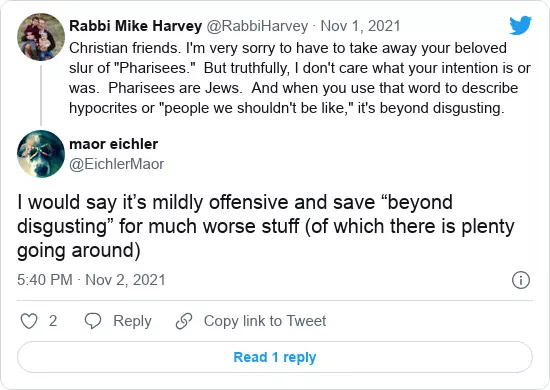 Rabbi Mike Harvey @RabbiHarvey · Nov 1, 2021
Christian friends. I'm very sorry to have to take away your beloved
slur of "Pharisees."  But truthfully, I don't care what your intention is or
was.  Pharisees are Jews.  And when you use that word to describe
hypocrites or "people we shouldn't be like," it's beyond disgusting.
maor eichler
@EichlerMaor
I would say it’s mildly offensive and save “beyond
disgusting” for much worse stuff (of which there is plenty
going around)
5:40 PM · Nov 2, 2021
2 Reply Copy link to Tweet
Read 1 reply